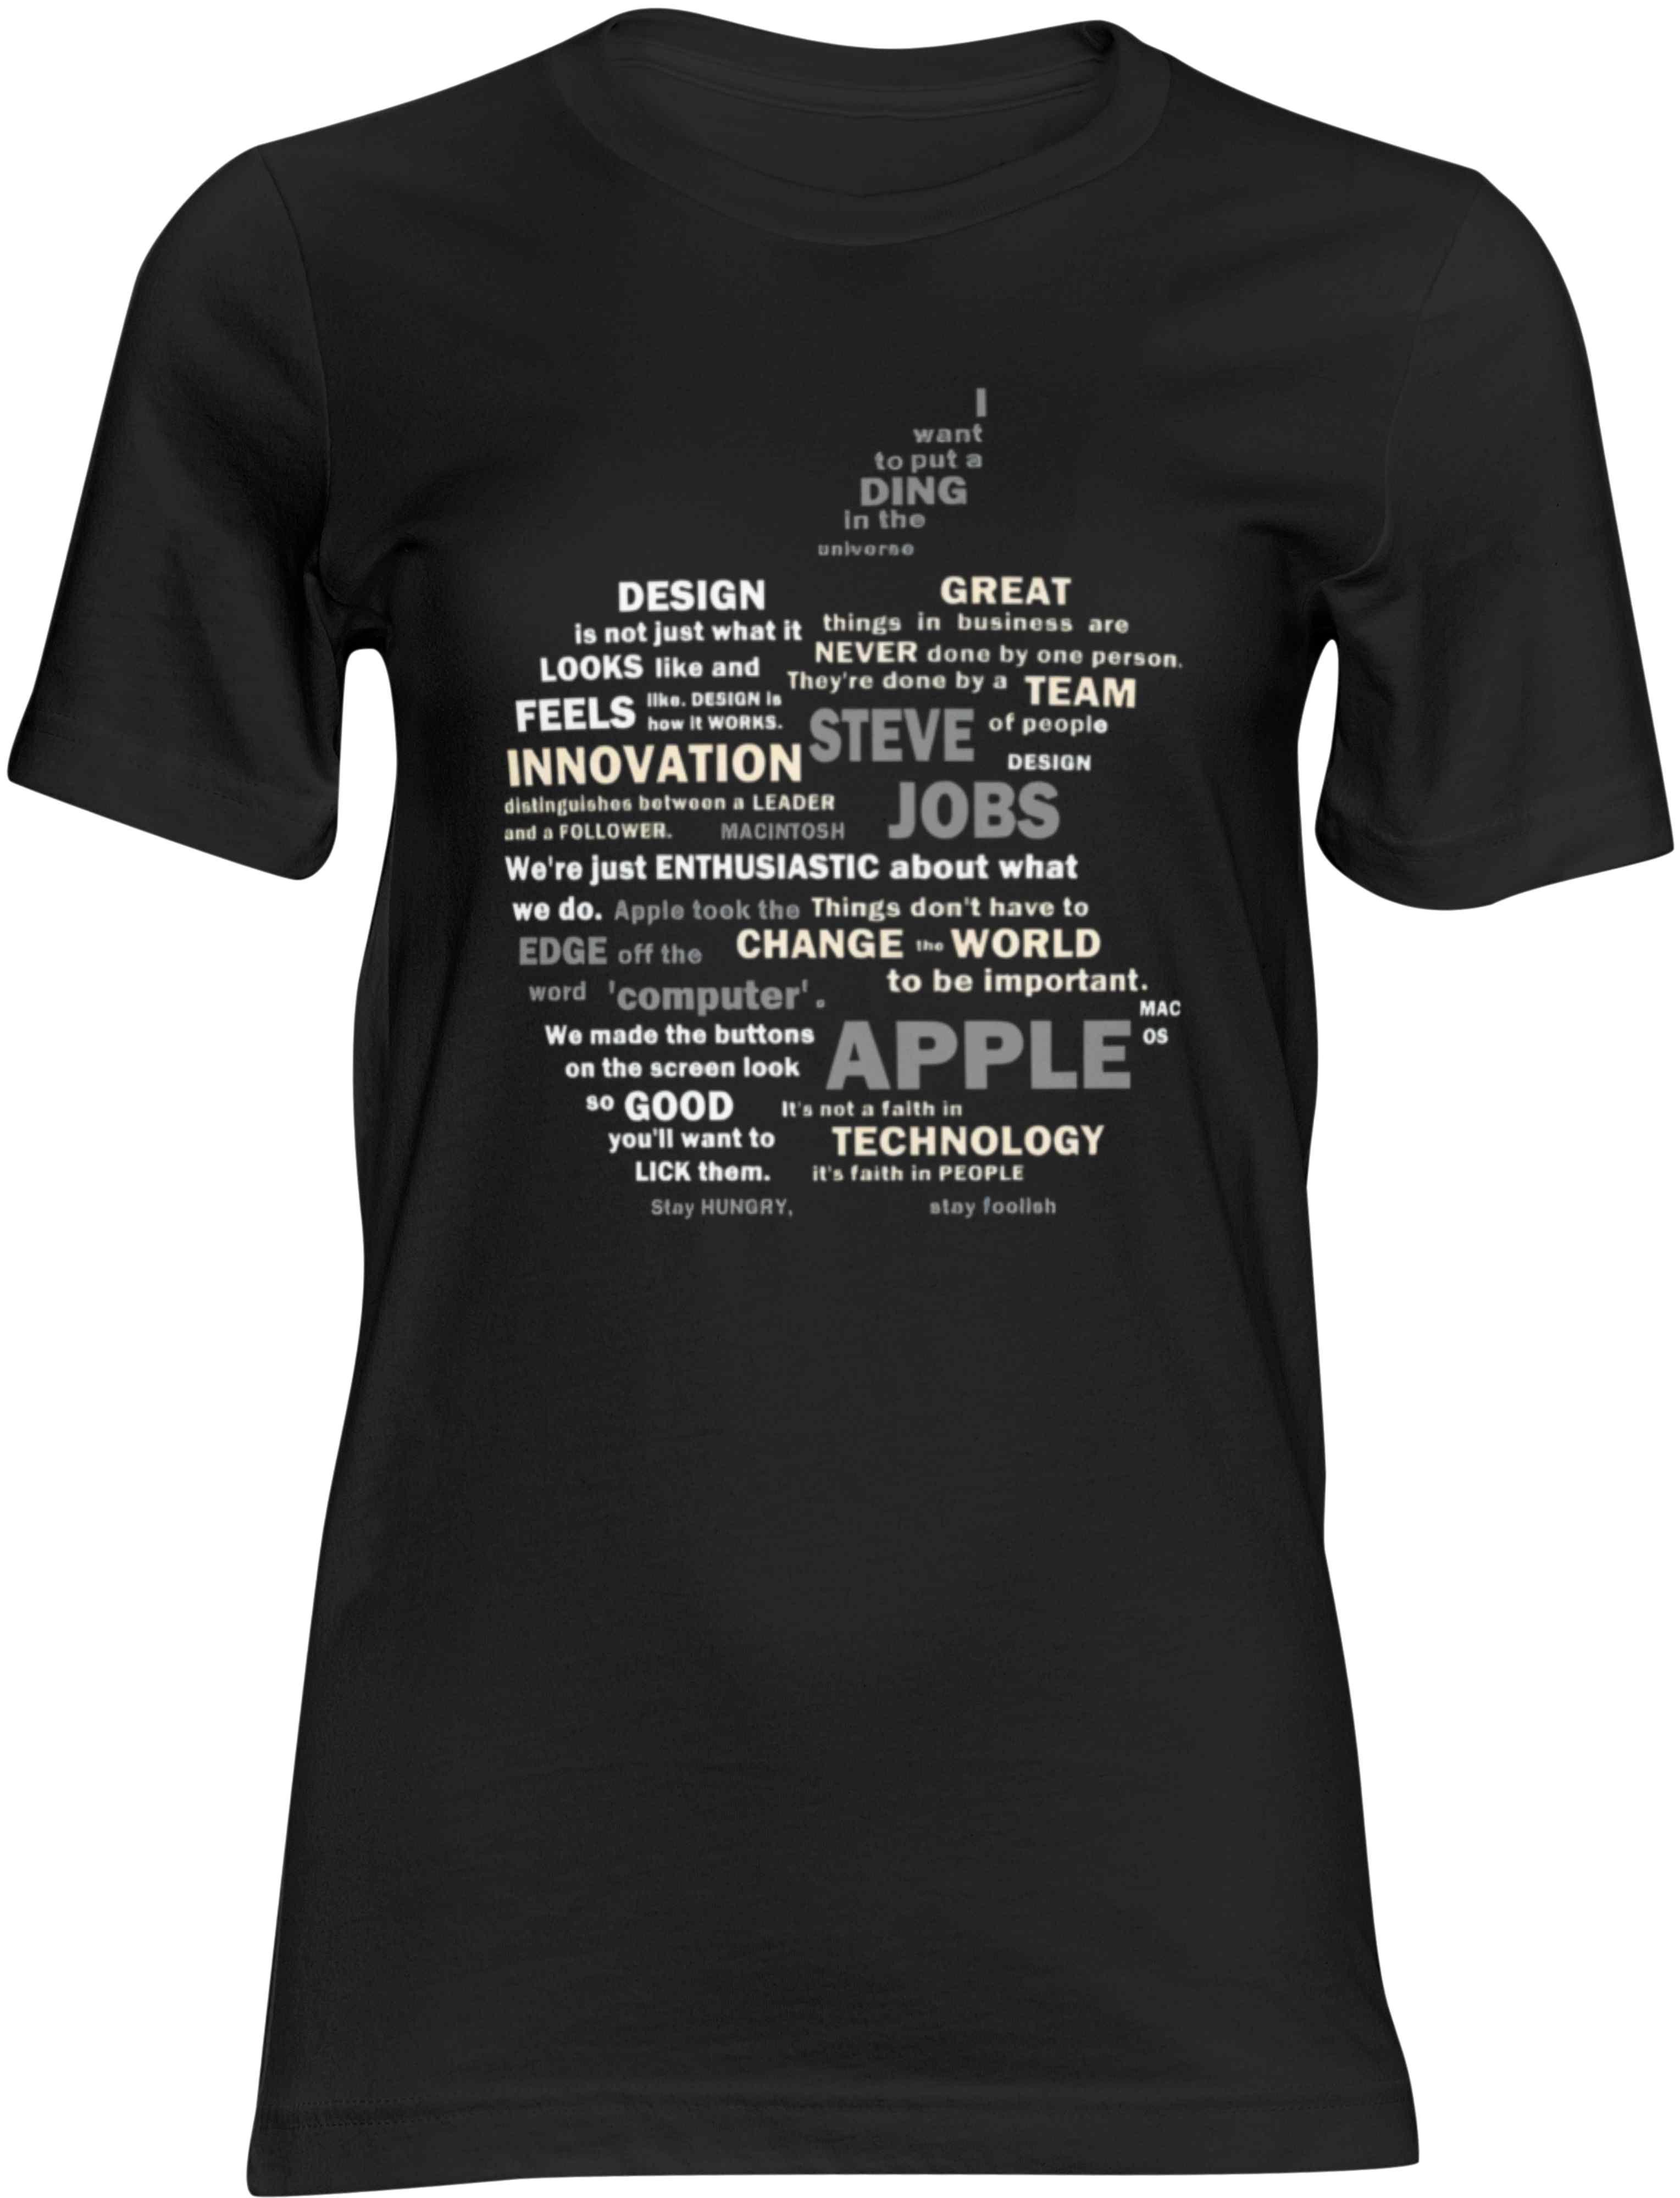 I
want
to put a
DING
in the
universe
DESIGN
is not just what it
LOOKS like and
FEELS like. DESIGN is
how it WORKS.
GREAT
things in business are
NEVER done by one person.
They're done by a TEAM
of people
STEVE
JOBS
DESIGN
INNOVATION
distinguishes between a LEADER
and a FOLLOWER.
MACINTOSH
We're just ENTHUSIASTIC about what
we do.
Apple took the
EDGE off the
word 'computer'.
Things don't have to
CHANGE the WORLD
to be important.
MAC
OS
APPLE
We made the buttons
on the screen look
so GOOD
you'll want to
LICK them.
It's not a faith in
TECHNOLOGY
it's faith in PEOPLE
Stay HUNGRY,
stay foolish